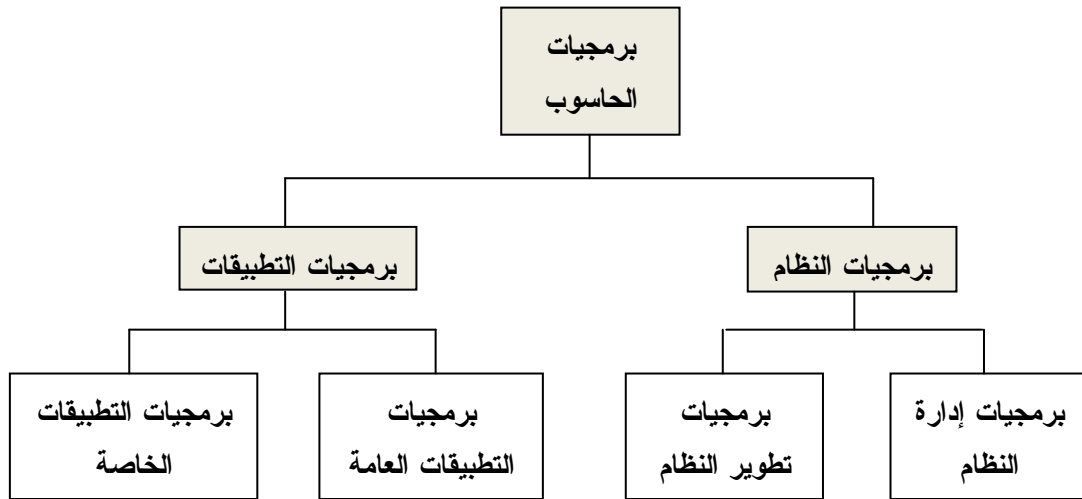 برمجيات
الحاسوب
برمجيات النظام
برمجيات التطبيقات
برمجيات إدارة
النظام
برمجيات
تطوير النظام
برمجيات
التطبيقات العامة
برمجيات التطبيقات
الخاصة